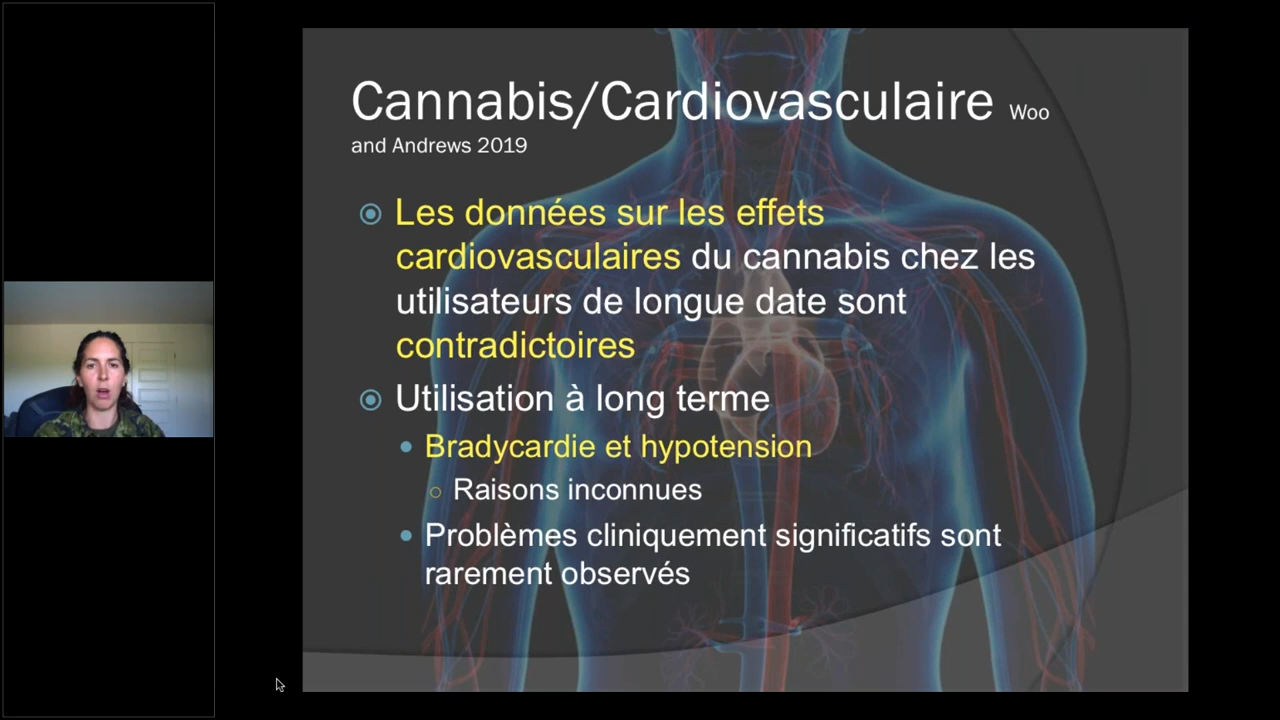 Cannabis/Cardiovasculaire Woo
and Andrews 2019
Les données sur les effets
cardiovasculaires du cannabis chez les
utilisateurs de longue date sont
contradictoires
Utilisation à long terme
Bradycardie et hypotension
Raisons inconnues
Problèmes cliniquement significatifs sont
rarement observés